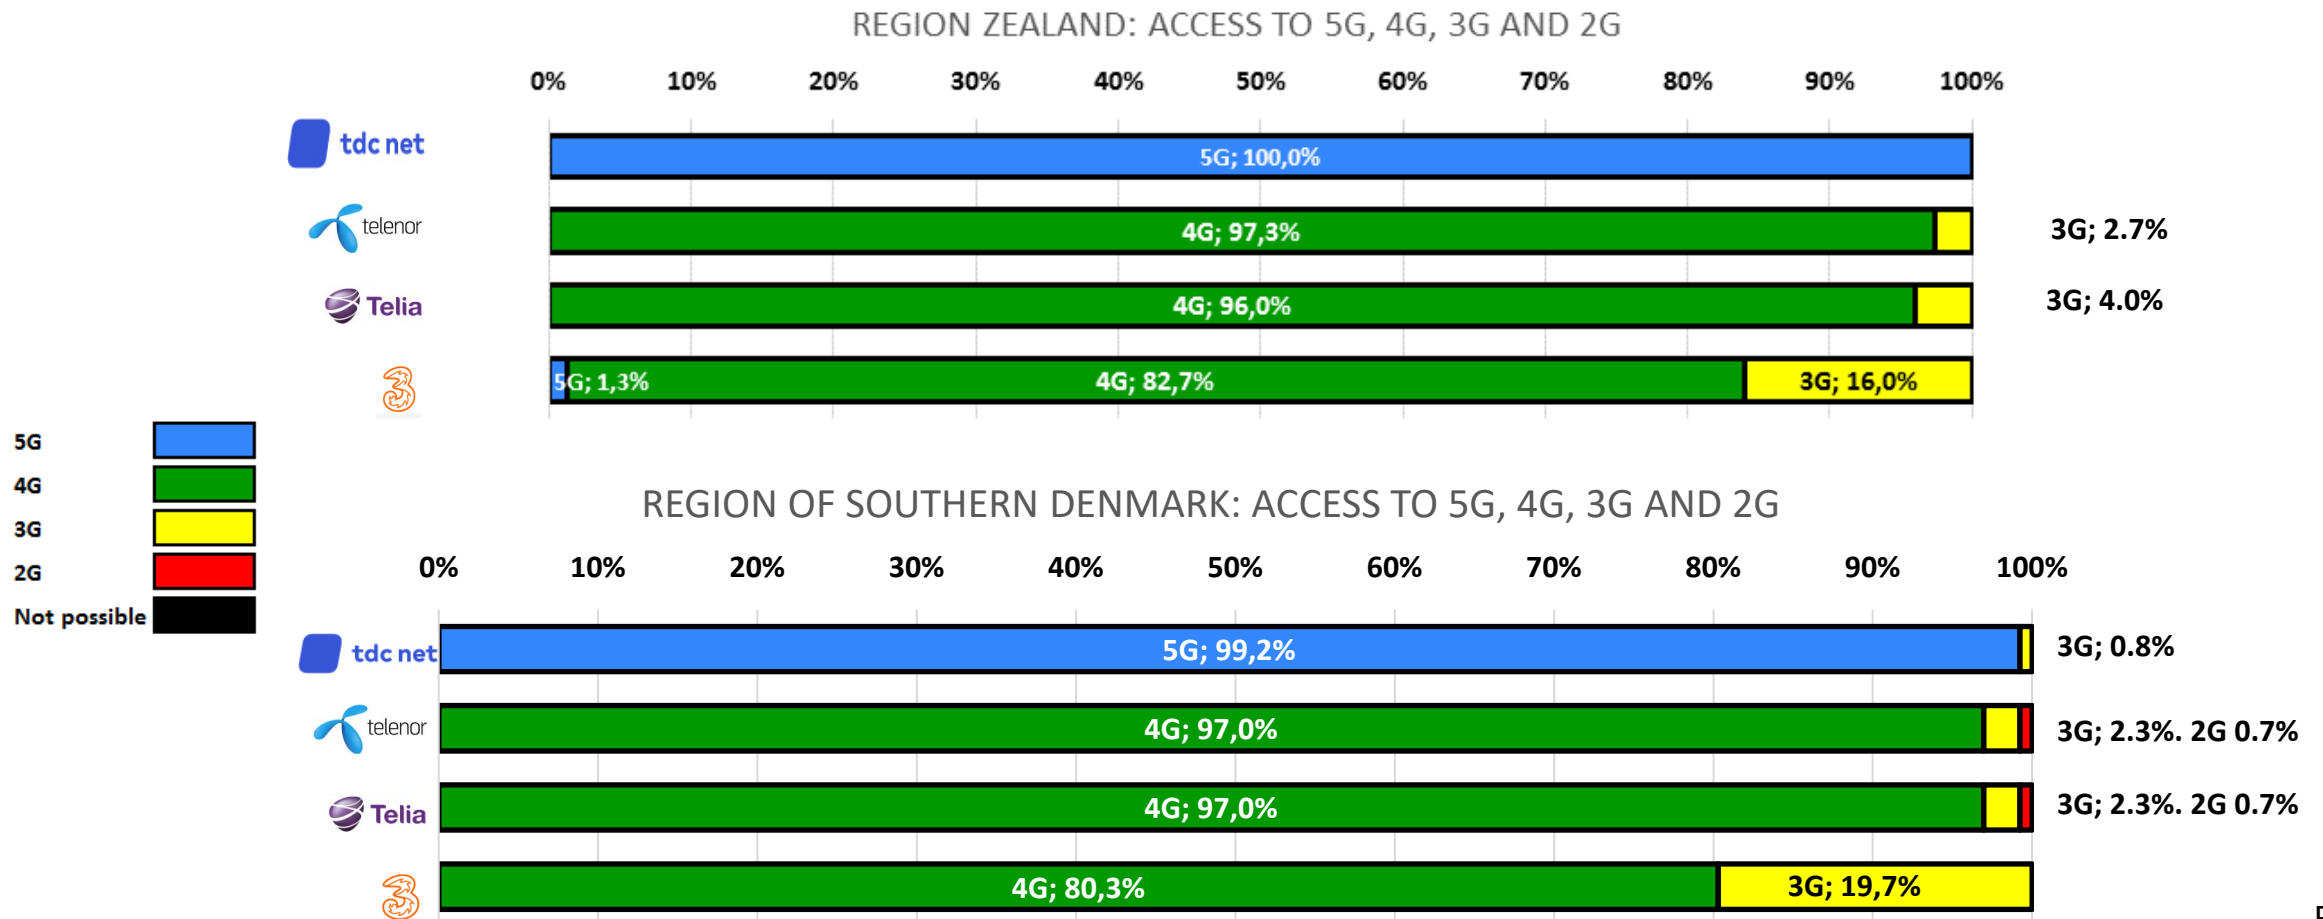 REGION ZEALAND: ACCESS TO 5G, 4G, 3G AND 2G
0% 10% 20% 30% 40% 50% 60% 70% 80% 90% 100%
tdc net
5G; 100,0%
telenor
4G; 97,3%
3G; 2.7%
Telia
4G; 96,0%
3G; 4.0%
3
5G; 1,3%
4G; 82,7%
3G; 16,0%
5G
4G
3G
2G
Not possible
REGION OF SOUTHERN DENMARK: ACCESS TO 5G, 4G, 3G AND 2G
0% 10% 20% 30% 40% 50% 60% 70% 80% 90% 100%
tdc net
5G; 99,2%
3G; 0.8%
telenor
4G; 97,0%
3G; 2.3%. 2G 0.7%
Telia
4G; 97,0%
3G; 2.3%. 2G 0.7%
3
4G; 80,3%
3G; 19,7%